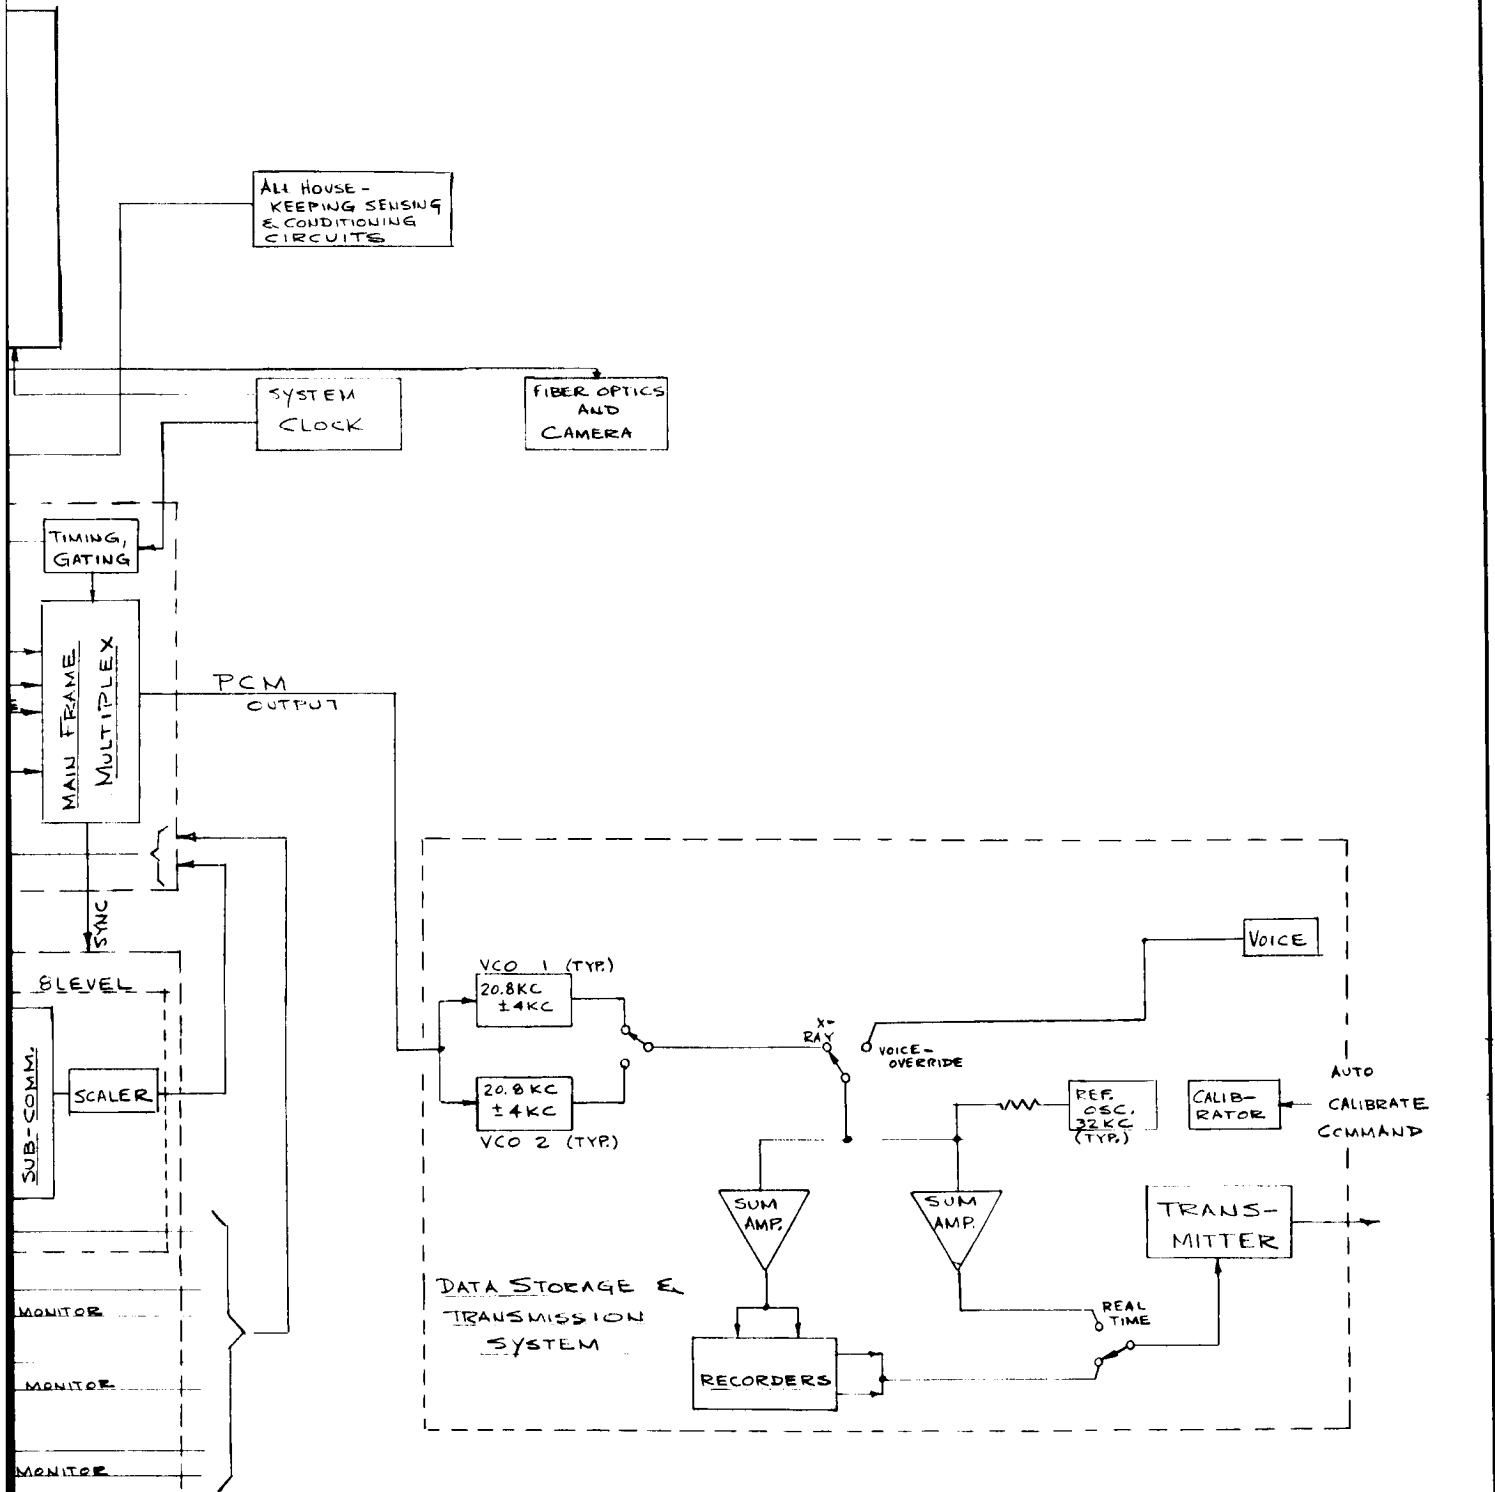 ALL HOUSE-
KEEPING SENSING
& CONDITIONING
CIRCUITS
SYSTEM
CLOCK
FIBER OPTICS
AND
CAMERA
TIMING,
GATING
MAIN FRAME
MULTIPLEX
PCM
OUTPUT
SYNC
8 LEVEL
SUB-COMM.
SCALER
MONITOR
MONITOR
MONITOR
VOICE
VCO 1 (TYP.)
20.8KC
±4KC
20.8KC
±4KC
VCO 2 (TYP.)
X-
RAY
VOICE-
OVERRIDE
REF.
OSC.
32KC
(TYP.)
CALIB-
RATOR
AUTO
CALIBRATE
COMMAND
SUM
AMP.
SUM
AMP.
TRANS-
MITTER
DATA STORAGE &
TRANSMISSION
SYSTEM
REAL
TIME
RECORDERS